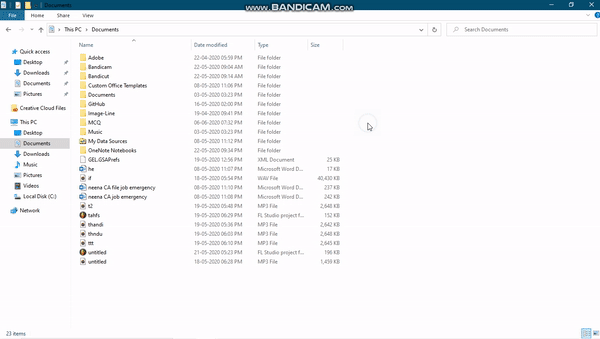 Documents
WWW.BANDICAM.COM
File Home Share View
This PC > Documents
Search Documents
Name Date modified Type Size
Quick access
Desktop
Downloads
Documents
Pictures
Creative Cloud Files
This PC
Desktop
Documents
Downloads
Music
Pictures
Videos
Local Disk (C:)
Network
Adobe 22-04-2020 05:59 PM File folder
Bandicam 22-05-2020 09:04 AM File folder
Bandicut 22-05-2020 09:14 AM File folder
Custom Office Templates 08-05-2020 11:06 PM File folder
Documents 03-05-2020 03:23 PM File folder
GitHub 16-05-2020 02:00 PM File folder
Image-Line 19-04-2020 09:41 PM File folder
MCQ 06-06-2020 07:32 PM File folder
Music 03-05-2020 03:23 PM File folder
My Data Sources 08-05-2020 11:12 PM File folder
OneNote Notebooks 22-05-2020 09:34 PM File folder
GEL.GSAPrefs 19-05-2020 12:56 PM XML Document 25 KB
he 08-05-2020 11:07 PM Microsoft Word D... 17 KB
if 18-05-2020 05:54 PM WAV File 40,430 KB
neena CA file job emergency 08-05-2020 11:10 PM Microsoft Word D... 237 KB
neena CA job emergency 08-05-2020 11:08 PM Microsoft Word D... 242 KB
t2 19-05-2020 05:48 PM MP3 File 2,648 KB
tahfs 19-05-2020 06:29 PM FL Studio project f... 152 KB
thandi 19-05-2020 05:36 PM MP3 File 2,642 KB
thndu 19-05-2020 06:03 PM MP3 File 2,648 KB
ttt 19-05-2020 06:10 PM MP3 File 2,645 KB
untitled 21-05-2020 05:23 PM FL Studio project f... 196 KB
untitled 18-05-2020 06:28 PM MP3 File 1,459 KB
23 items